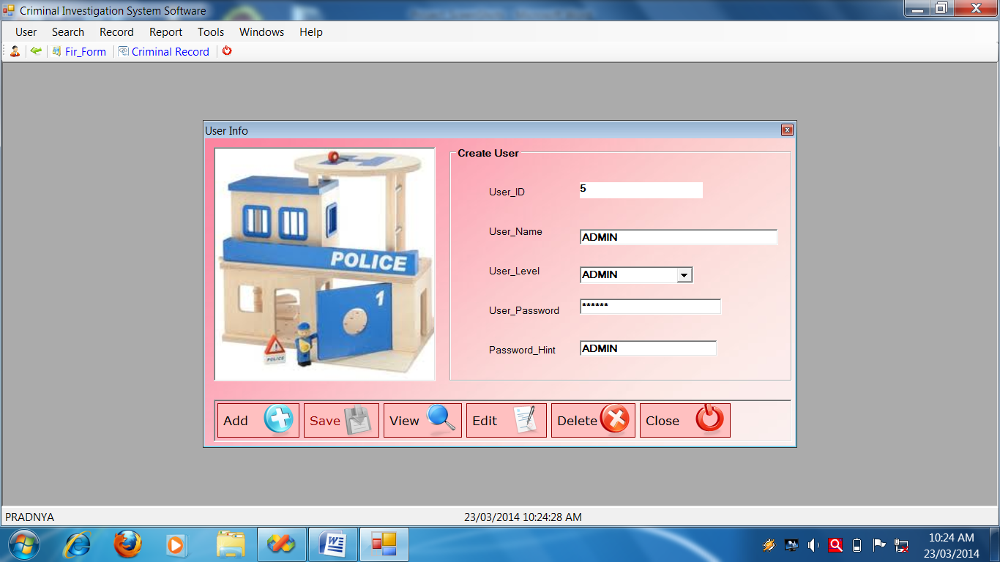 Criminal Investigation System Software
User Search Record Report Tools Windows Help
Fir_Form Criminal Record
User Info
Create User
User_ID 5
User_Name ADMIN
User_Level ADMIN
User_Password ******
Password_Hint ADMIN
POLICE
1
POLICE
Add Save View Edit Delete Close
PRADNYA 23/03/2014 10:24:28 AM
10:24 AM
23/03/2014